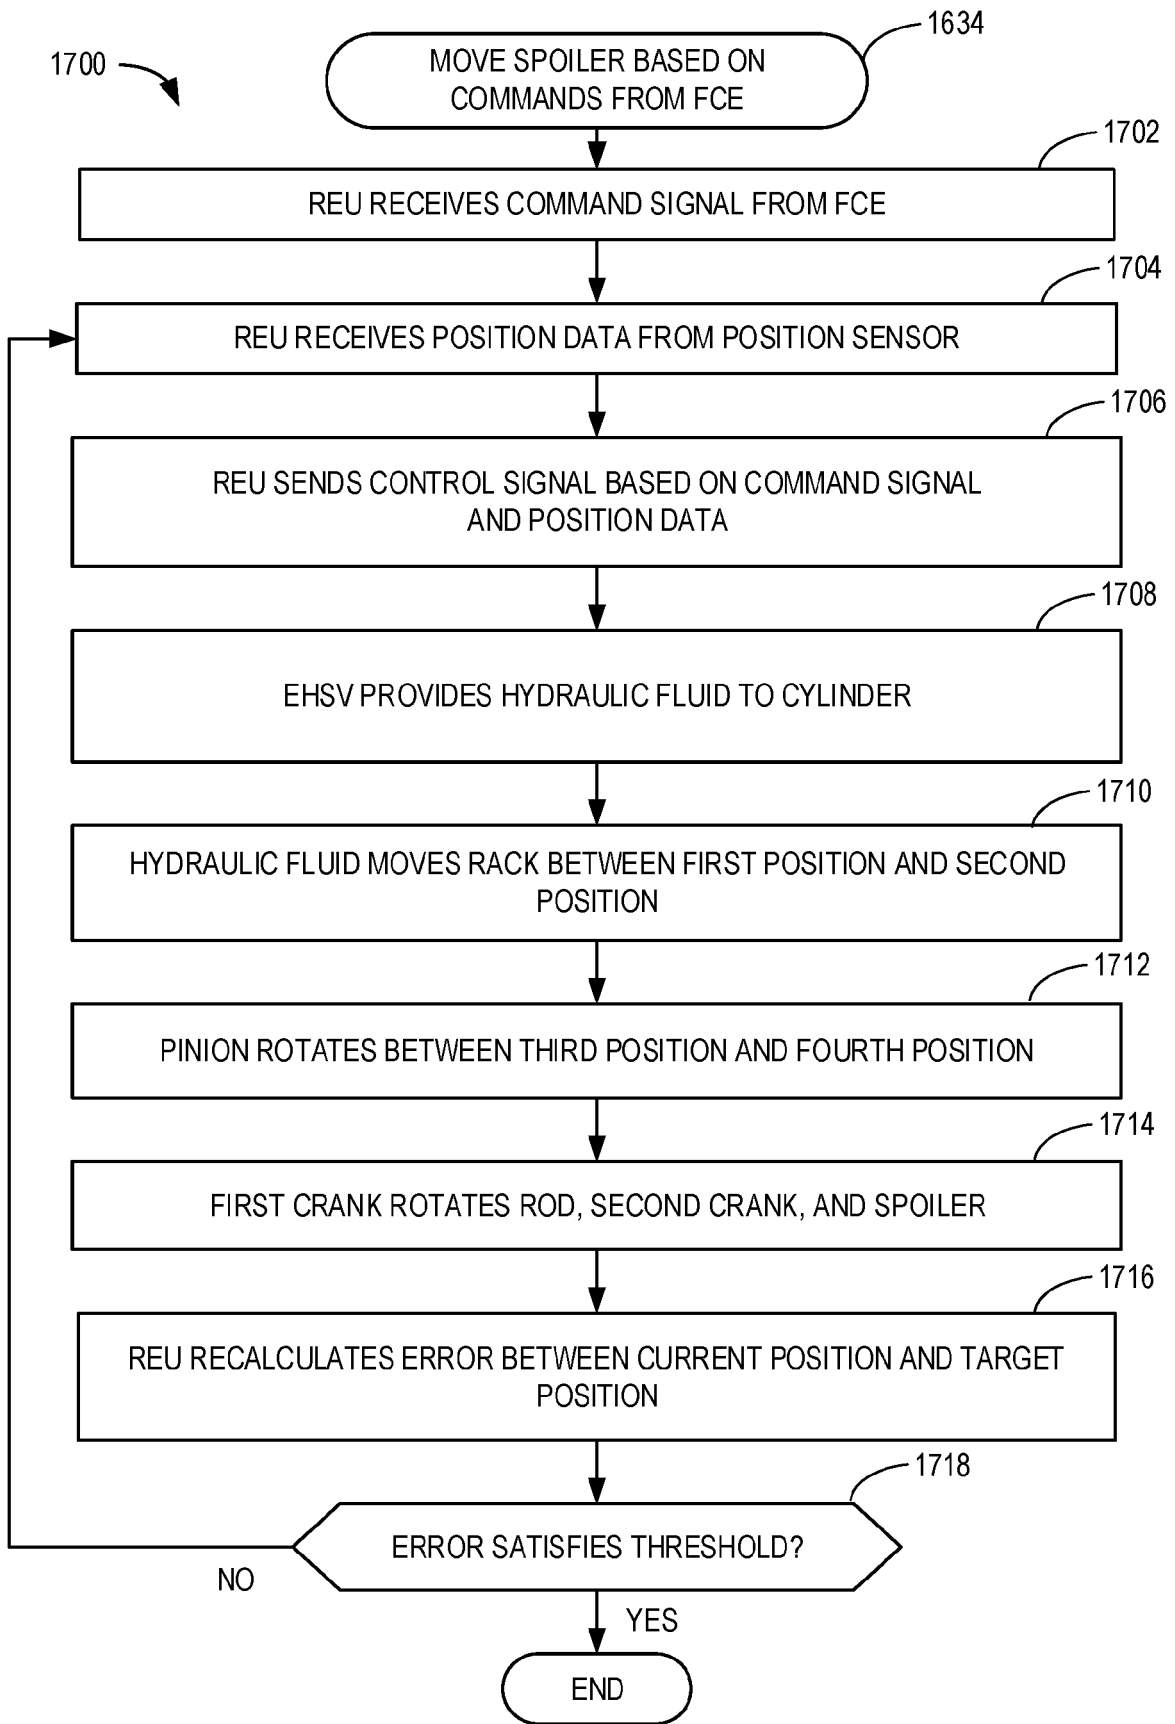 1700
1634
MOVE SPOILER BASED ON
COMMANDS FROM FCE
1702
REU RECEIVES COMMAND SIGNAL FROM FCE
1704
REU RECEIVES POSITION DATA FROM POSITION SENSOR
1706
REU SENDS CONTROL SIGNAL BASED ON COMMAND SIGNAL
AND POSITION DATA
1708
EHSV PROVIDES HYDRAULIC FLUID TO CYLINDER
1710
HYDRAULIC FLUID MOVES RACK BETWEEN FIRST POSITION AND SECOND
POSITION
1712
PINION ROTATES BETWEEN THIRD POSITION AND FOURTH POSITION
1714
FIRST CRANK ROTATES ROD, SECOND CRANK, AND SPOILER
1716
REU RECALCULATES ERROR BETWEEN CURRENT POSITION AND TARGET
POSITION
1718
ERROR SATISFIES THRESHOLD?
NO
YES
END